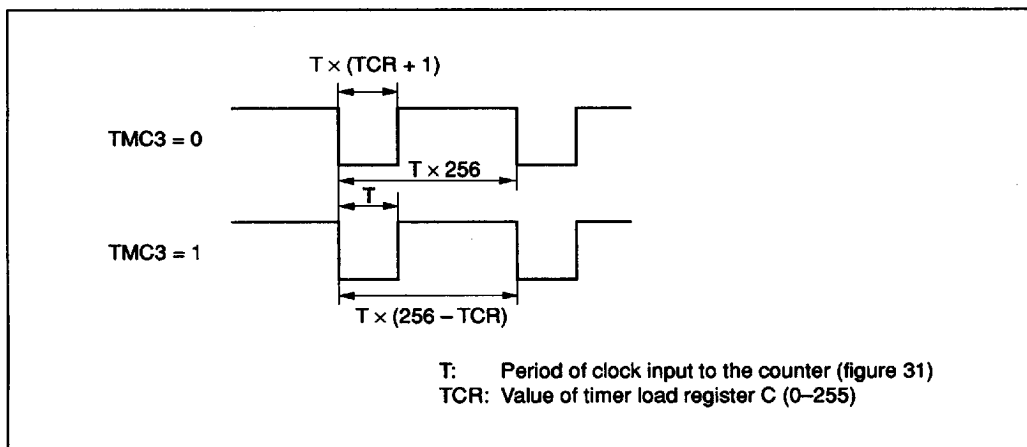 T × (TCR + 1)
TMC3 = 0
T × 256
T
TMC3 = 1
T × (256 – TCR)
T: Period of clock input to the counter (figure 31)
TCR: Value of timer load register C (0–255)